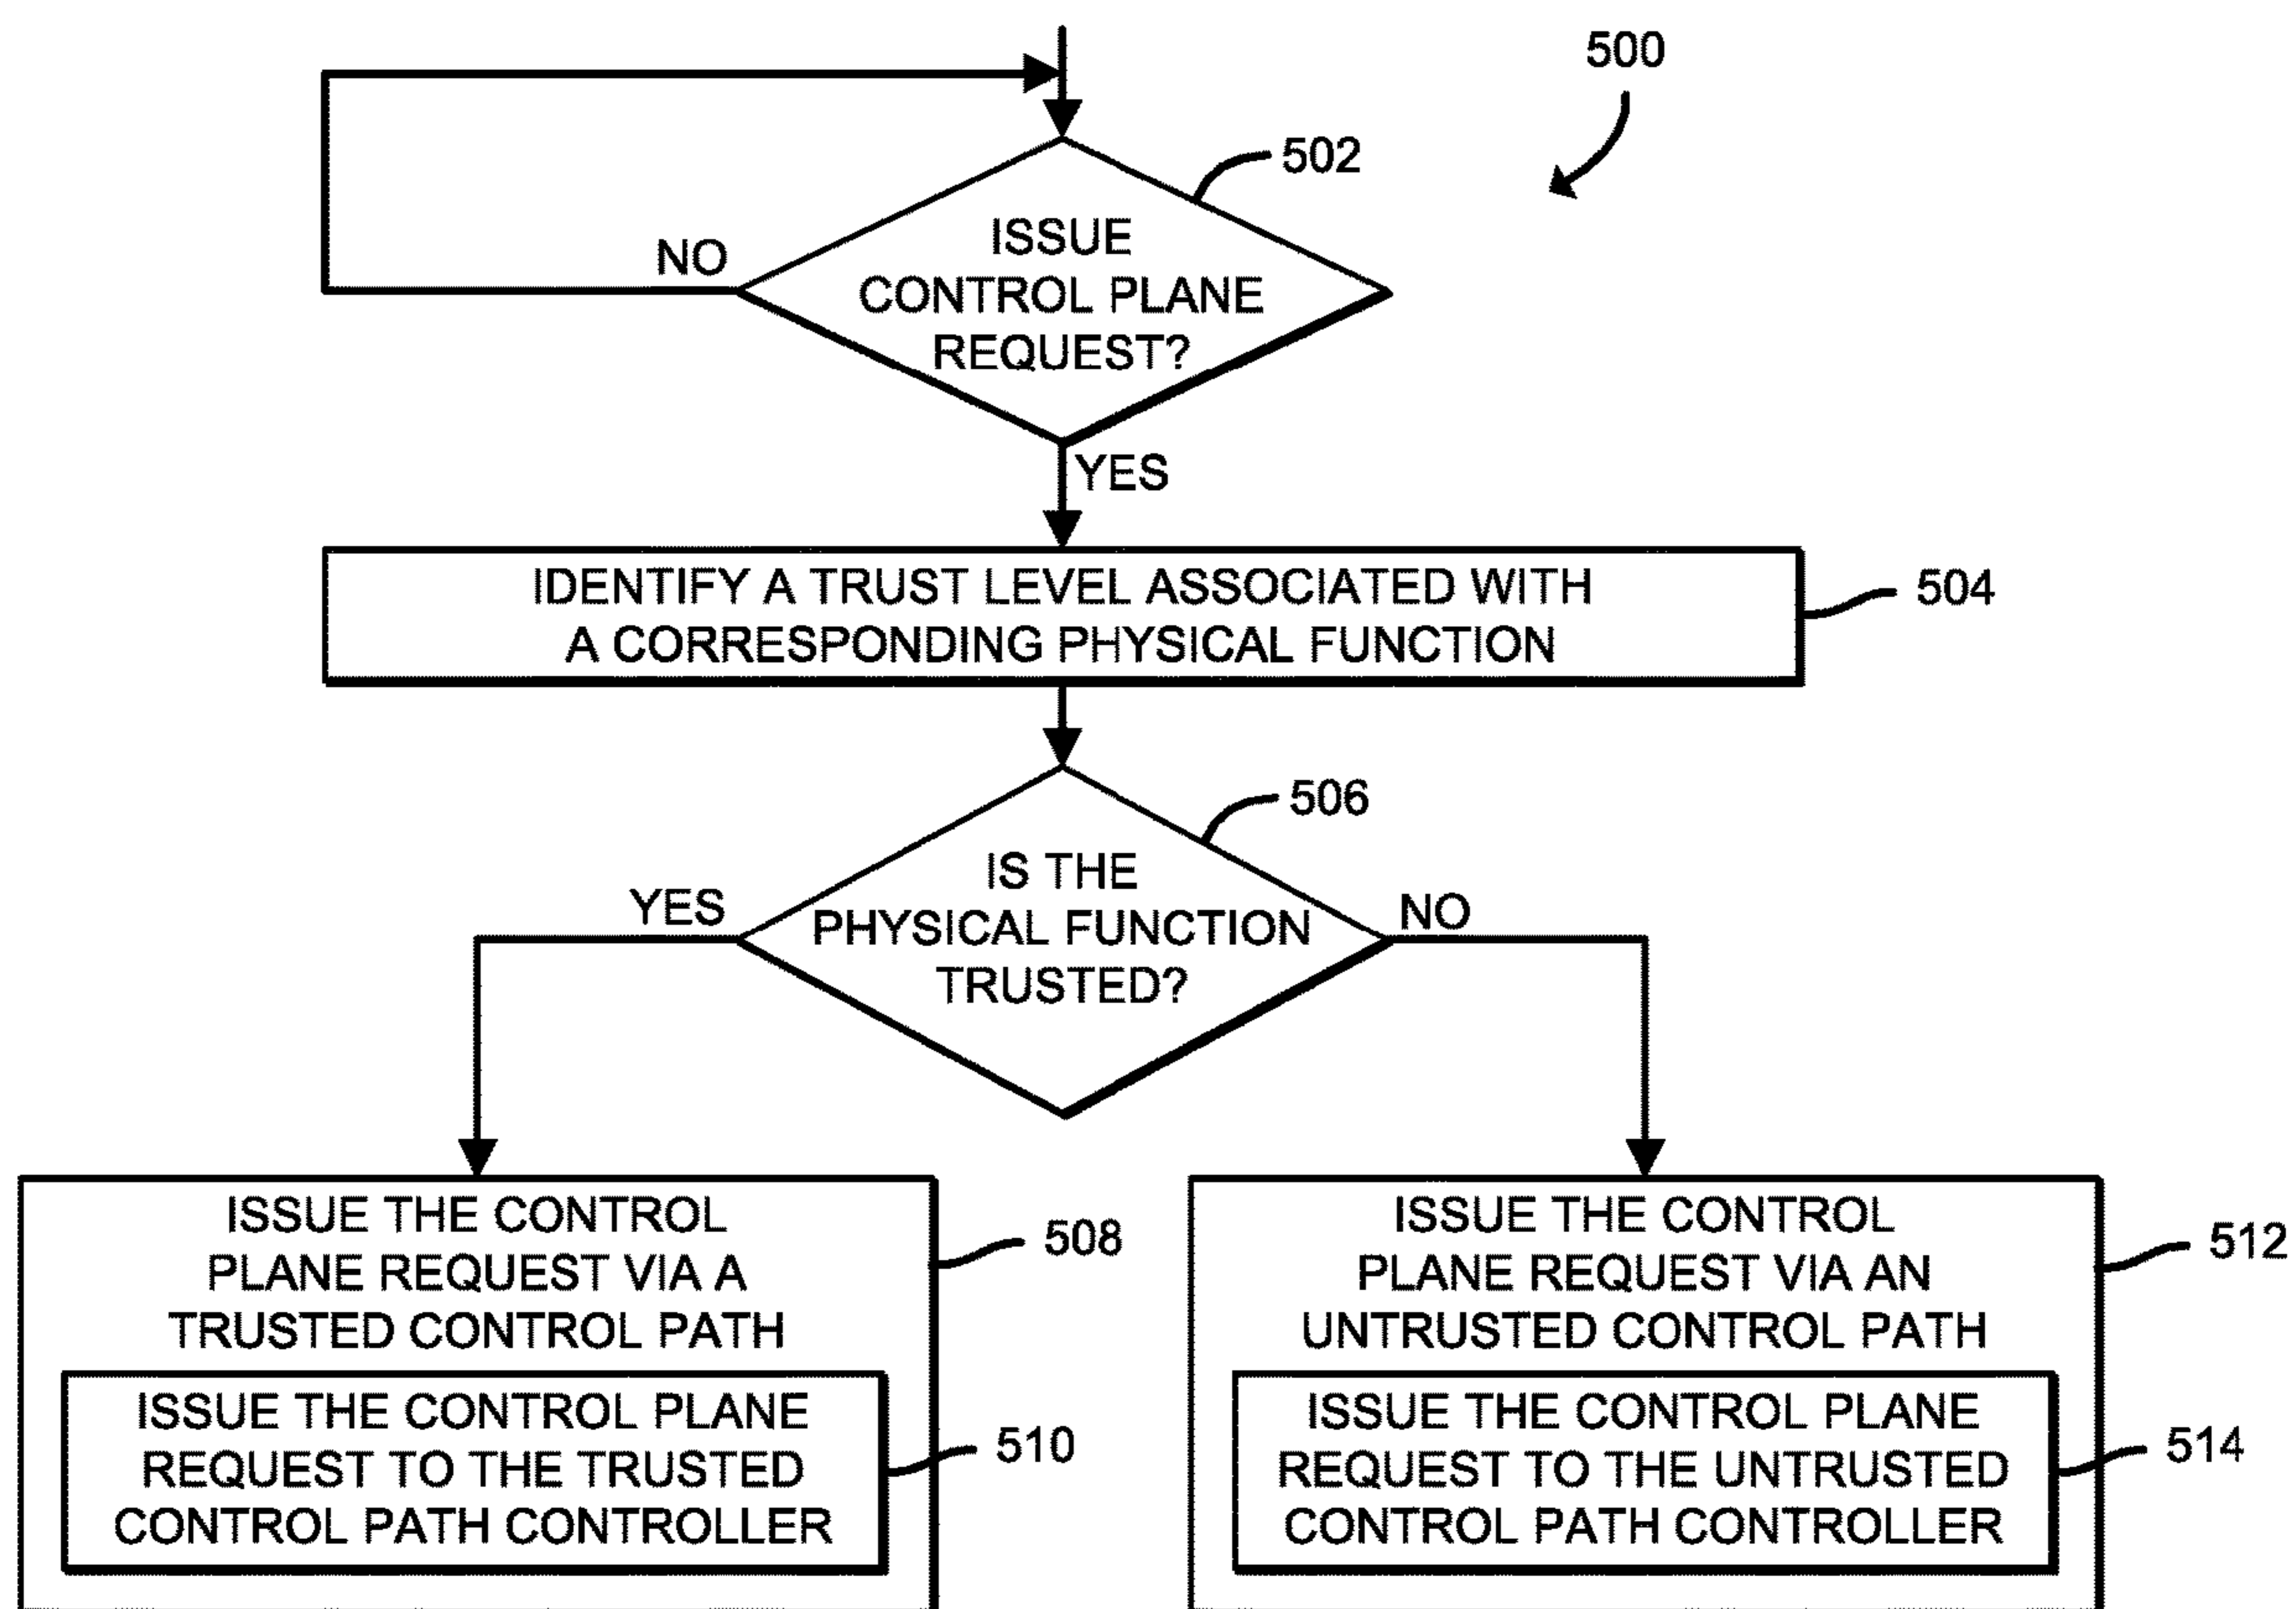 500
502
ISSUE
CONTROL PLANE
REQUEST?
NO
YES
IDENTIFY A TRUST LEVEL ASSOCIATED WITH
A CORRESPONDING PHYSICAL FUNCTION
504
506
IS THE
PHYSICAL FUNCTION
TRUSTED?
YES
NO
ISSUE THE CONTROL
PLANE REQUEST VIA A
TRUSTED CONTROL PATH
508
ISSUE THE CONTROL PLANE
REQUEST TO THE TRUSTED
CONTROL PATH CONTROLLER
510
ISSUE THE CONTROL
PLANE REQUEST VIA AN
UNTRUSTED CONTROL PATH
512
ISSUE THE CONTROL PLANE
REQUEST TO THE UNTRUSTED
CONTROL PATH CONTROLLER
514